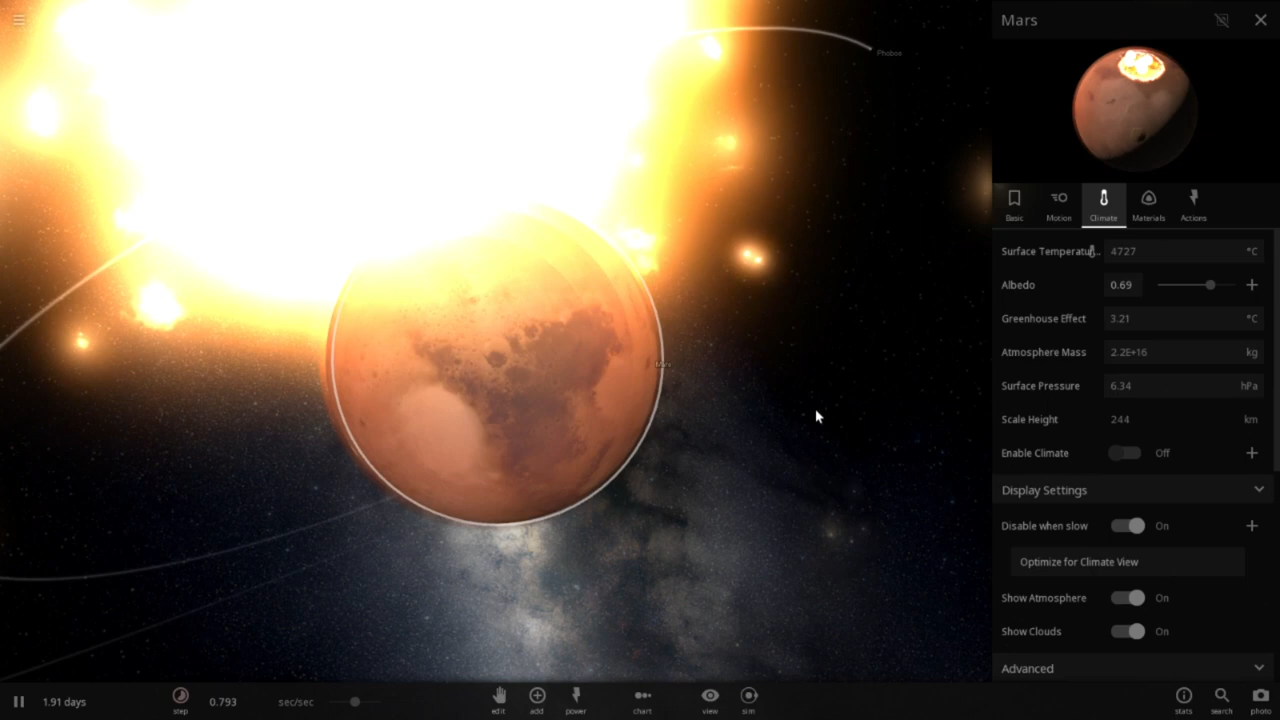 Mars
Phobos
Basic
Motion
Climate
Materials
Actions
Surface Temperatu... 4727 °C
Albedo 0.69
Greenhouse Effect 3.21 °C
Atmosphere Mass 2.2E+16 kg
Mars
Surface Pressure 6.34 hPa
Scale Height 244 km
Enable Climate Off
Display Settings
Disable when slow On
Optimize for Climate View
Show Atmosphere On
Show Clouds On
Advanced
1.91 days
step
0.793 sec/sec
edit
add
power
chart
view
sim
stats
search
photo